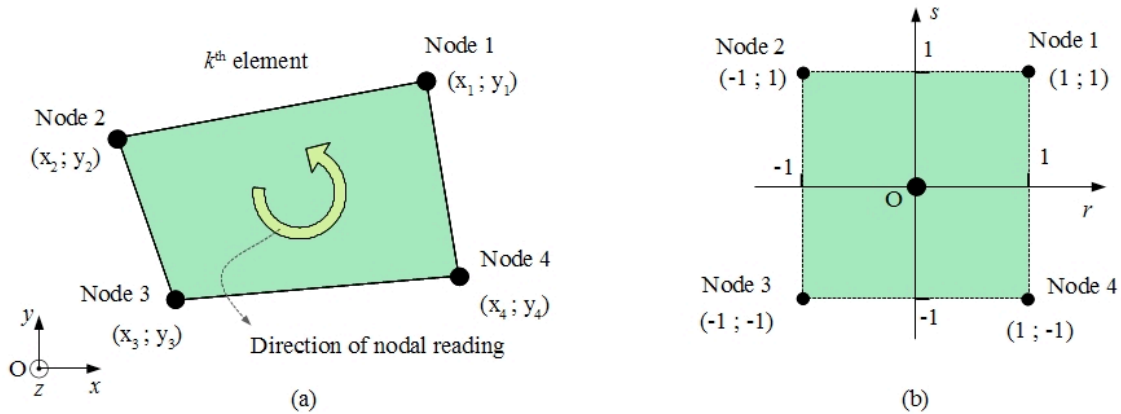 kth element
Node 1
(x1 ; y1)
Node 2
(x2 ; y2)
Node 3
(x3 ; y3)
Node 4
(x4 ; y4)
Direction of nodal reading
y
O
z
x
(a)
s
Node 2
(-1 ; 1)
1
Node 1
(1 ; 1)
-1
1
O
r
Node 3
(-1 ; -1)
-1
Node 4
(1 ; -1)
(b)